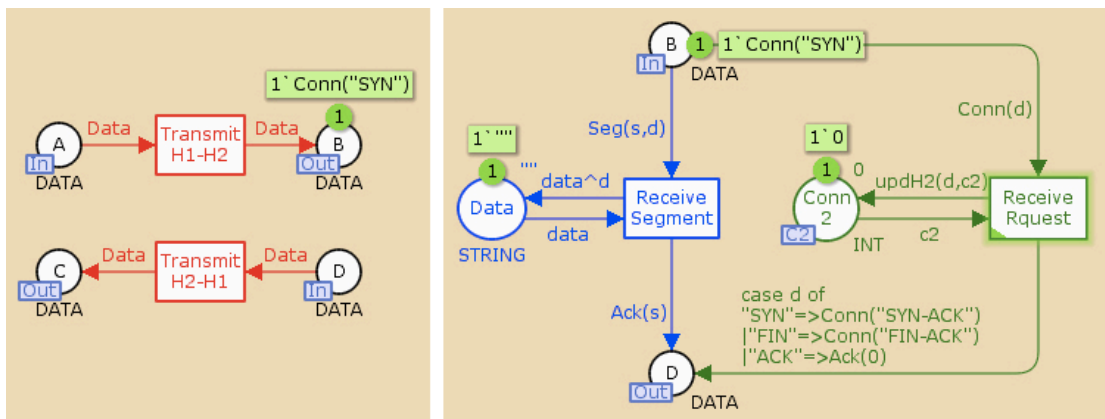 1`Conn("SYN")
1
A
In
DATA
Data
Transmit
H1-H2
Data
B
Out
DATA
C
Out
DATA
Data
Transmit
H2-H1
Data
D
In
DATA
B
In
1
1`Conn("SYN")
DATA
Seg(s,d)
Conn(d)
1`""
1
""
Data
STRING
data^d
data
Receive
Segment
1`0
1
0
Conn
2
C2
INT
updH2(d,c2)
c2
Receive
Rquest
Ack(s)
case d of
"SYN"=>Conn("SYN-ACK")
|"FIN"=>Conn("FIN-ACK")
|"ACK"=>Ack(0)
D
Out
DATA